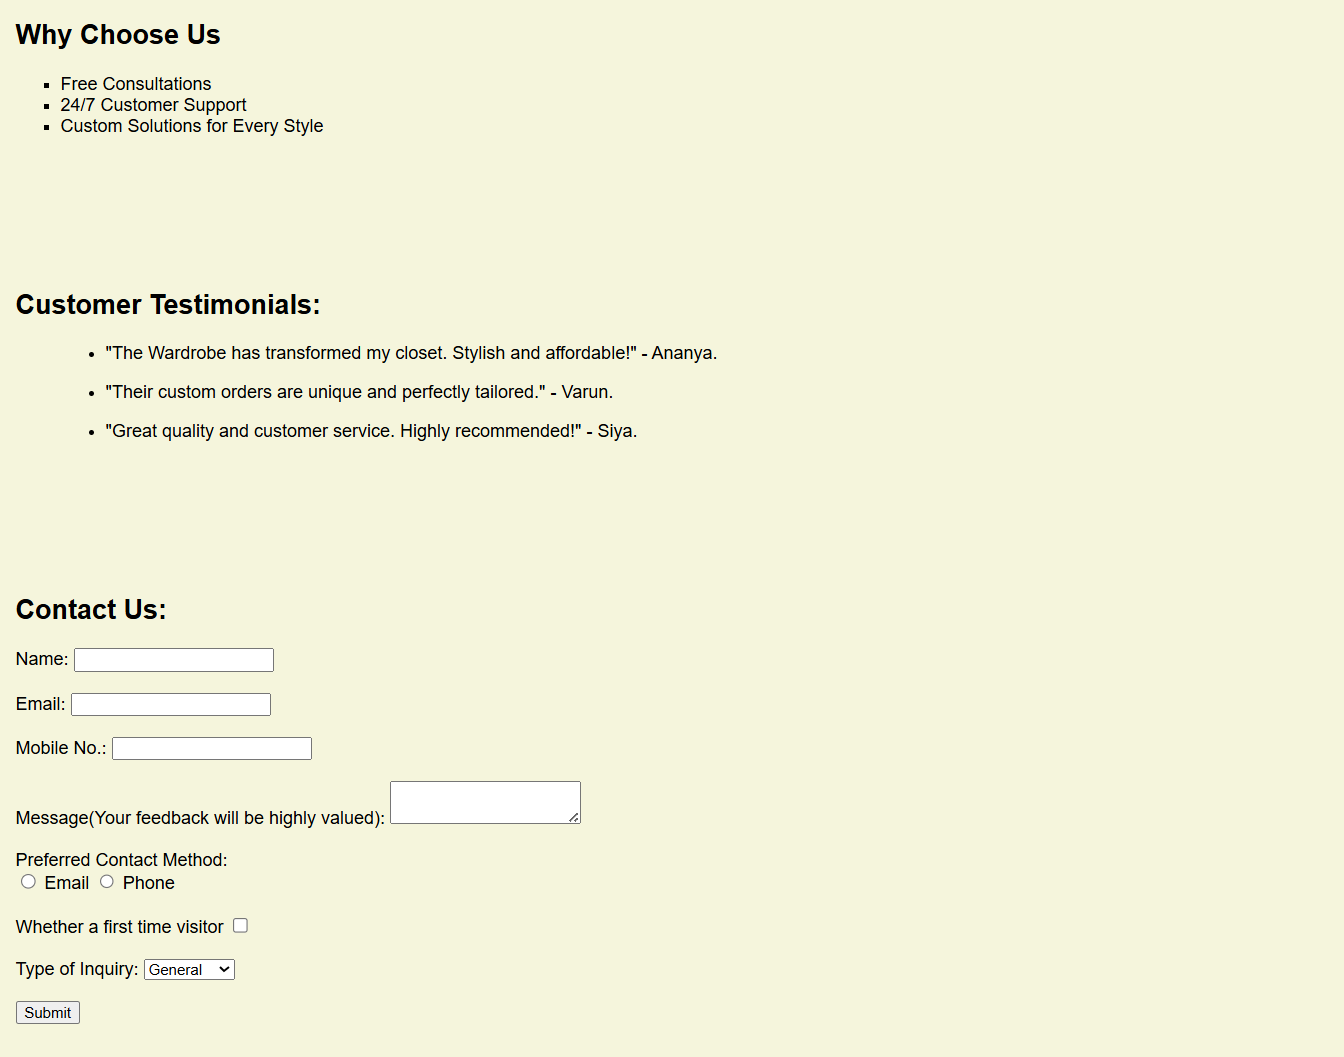 Why Choose Us
Free Consultations
24/7 Customer Support
Custom Solutions for Every Style
Customer Testimonials:
"The Wardrobe has transformed my closet. Stylish and affordable!" - Ananya.
"Their custom orders are unique and perfectly tailored." - Varun.
"Great quality and customer service. Highly recommended!" - Siya.
Contact Us:
Name:
Email:
Mobile No.:
Message(Your feedback will be highly valued):
Preferred Contact Method:
Email Phone
Whether a first time visitor
Type of Inquiry: General
Submit